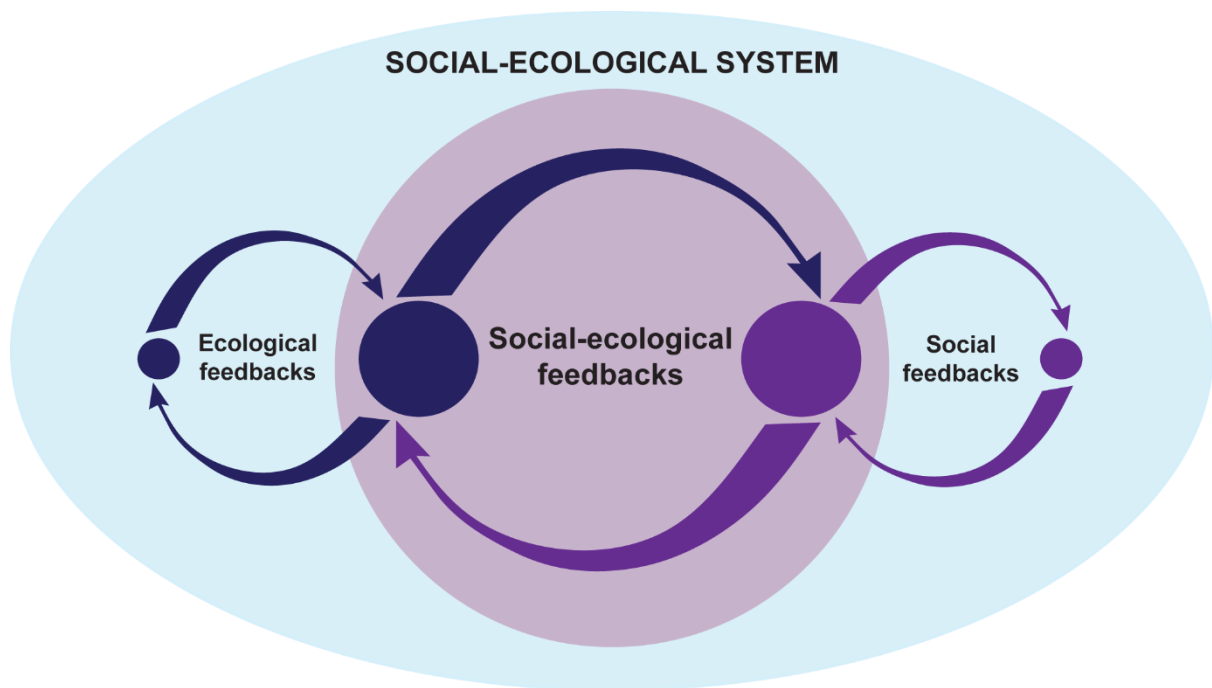 SOCIAL-ECOLOGICAL SYSTEM
Ecological
feedbacks
Social-ecological
feedbacks
Social
feedbacks